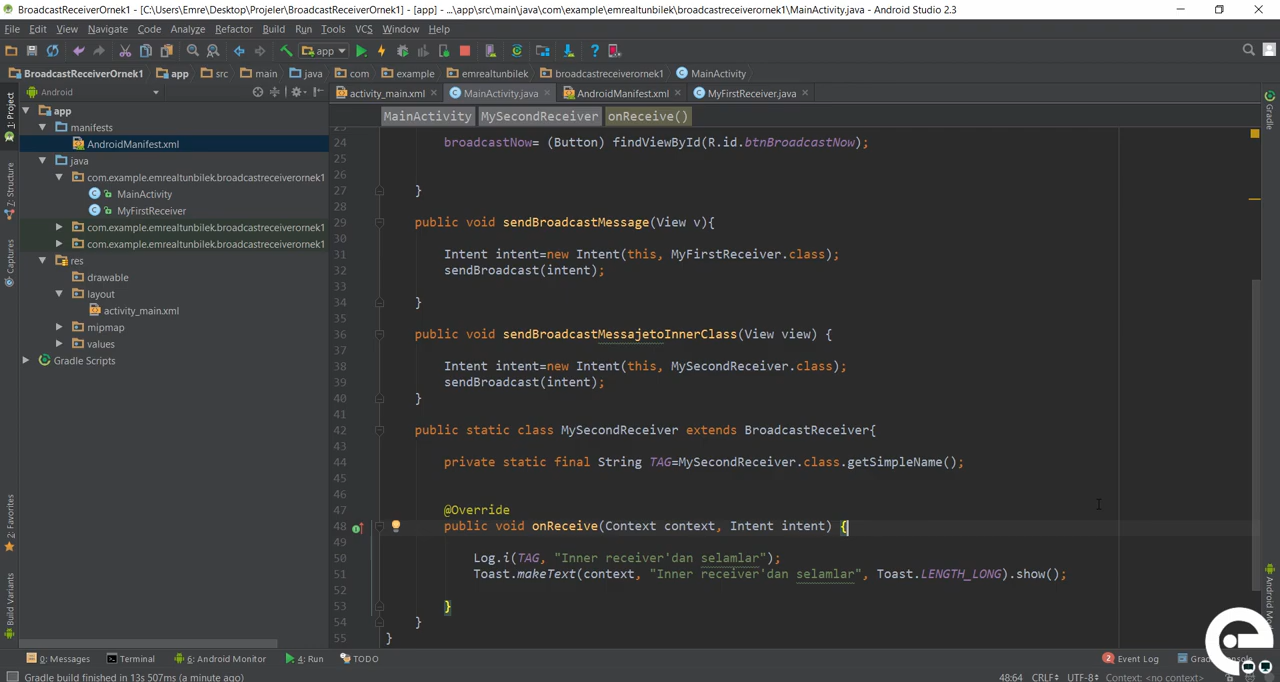 BroadcastReceiverOrnek1 - [C:\Users\Emre\Desktop\Projeler\BroadcastReceiverOrnek1] - [app] - ...\app\src\main\java\com\example\emrealtunbilek\broadcastreceiverornek1\MainActivity.java - Android Studio 2.3
File Edit View Navigate Code Analyze Refactor Build Run Tools VCS Window Help
app
BroadcastReceiverOrnek1 app src main java com example emrealtunbilek broadcastreceiverornek1 MainActivity
Android
activity_main.xml MainActivity.java AndroidManifest.xml MyFirstReceiver.java
MainActivity MySecondReceiver onReceive()
1: Project
Z: Structure
Captures
2: Favorites
Build Variants
app
manifests
AndroidManifest.xml
java
com.example.emrealtunbilek.broadcastreceiverornek1
MainActivity
MyFirstReceiver
com.example.emrealtunbilek.broadcastreceiverornek1
com.example.emrealtunbilek.broadcastreceiverornek1
res
drawable
layout
activity_main.xml
mipmap
values
Gradle Scripts
24 broadcastNow= (Button) findViewById(R.id.btnBroadcastNow);
25
26
27 }
28
29 public void sendBroadcastMessage(View v){
30
31 Intent intent=new Intent(this, MyFirstReceiver.class);
32 sendBroadcast(intent);
33
34 }
35
36 public void sendBroadcastMessajetoInnerClass(View view) {
37
38 Intent intent=new Intent(this, MySecondReceiver.class);
39 sendBroadcast(intent);
40 }
41
42 public static class MySecondReceiver extends BroadcastReceiver{
43
44 private static final String TAG=MySecondReceiver.class.getSimpleName();
45
46
47 @Override
48 public void onReceive(Context context, Intent intent) {
49
50 Log.i(TAG, "Inner receiver'dan selamlar");
51 Toast.makeText(context, "Inner receiver'dan selamlar", Toast.LENGTH_LONG).show();
52
53 }
54 }
55 }
Gradle
Android
0: Messages Terminal 6: Android Monitor 4: Run TODO 2 Event Log
Gradle build finished in 13s 507ms (a minute ago) 48:64 CRLF UTF-8 Context: <no context>